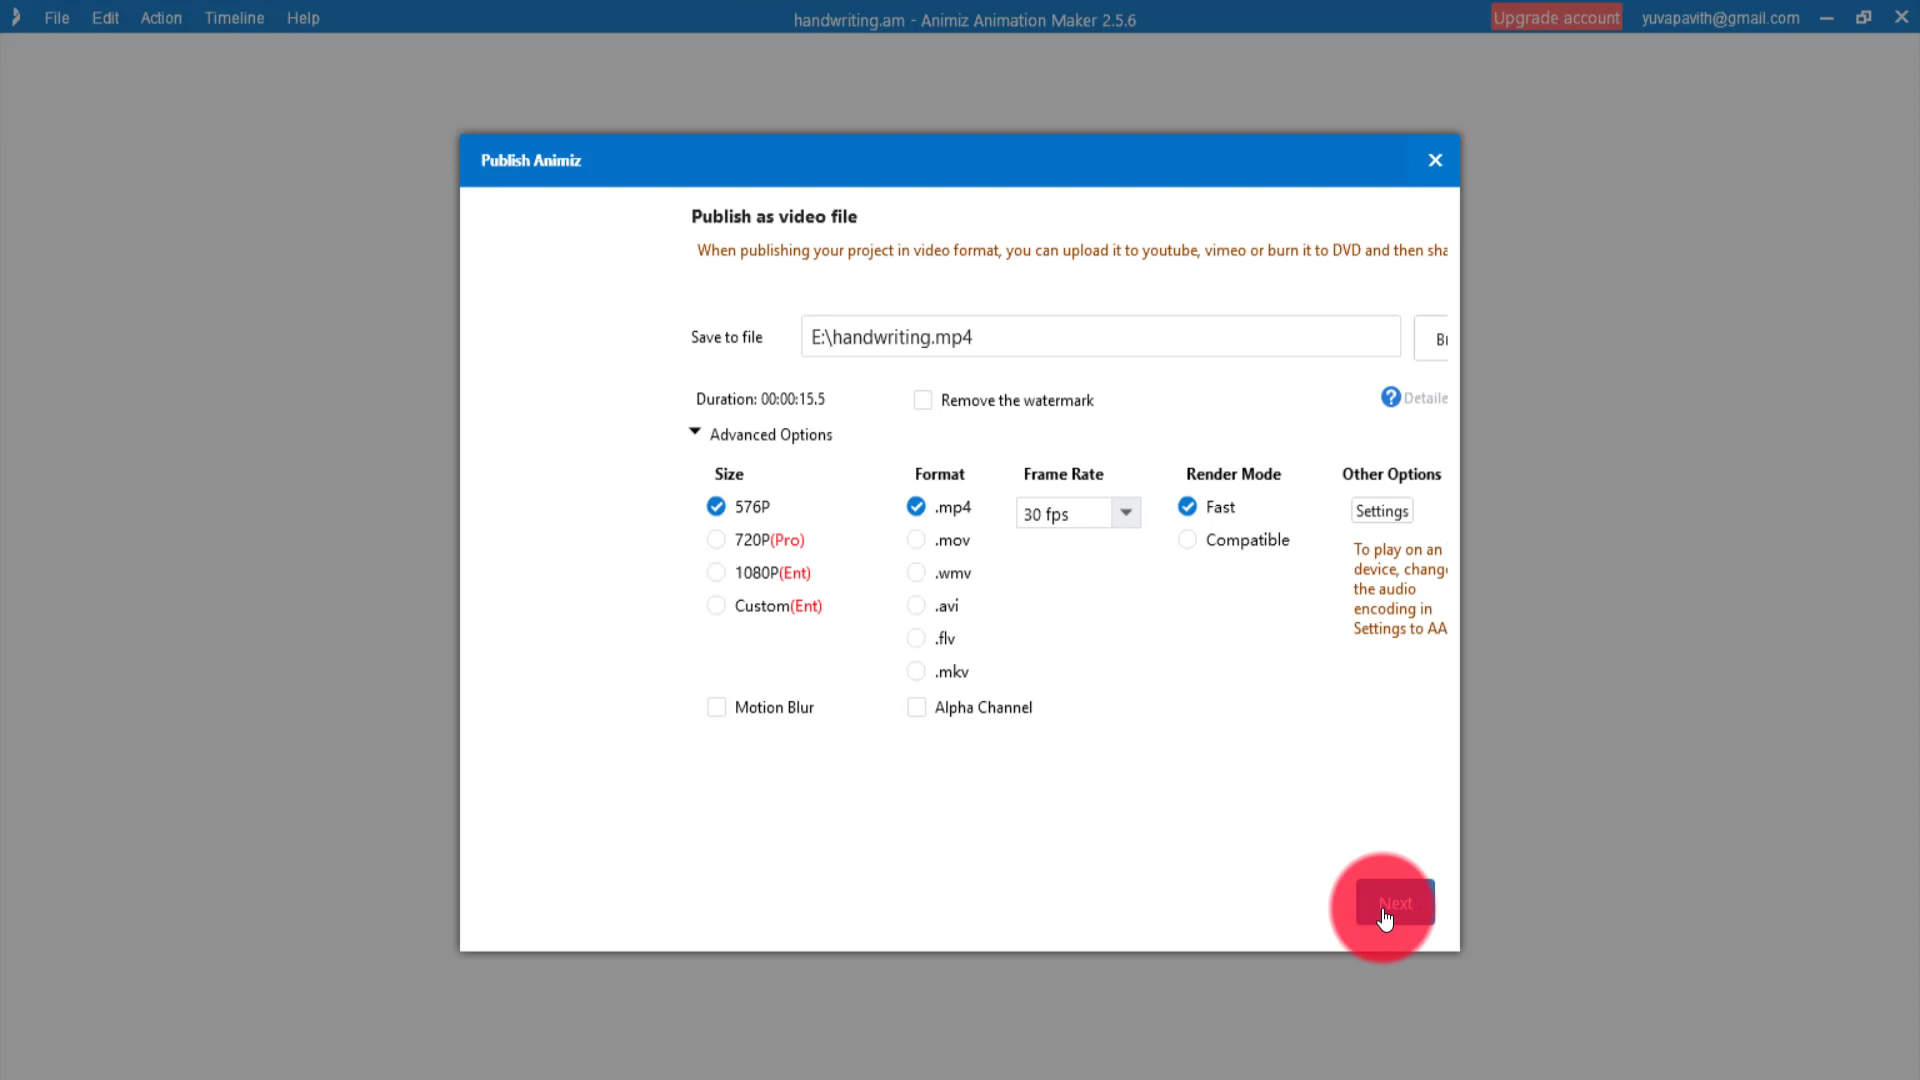 File Edit Action Timeline Help handwriting.am - Animiz Animation Maker 2.5.6 Upgrade account yuvapavith@gmail.com
Publish Animiz
Publish as video file
When publishing your project in video format, you can upload it to youtube, vimeo or burn it to DVD and then sha
Save to file E:\handwriting.mp4 Br
Duration: 00:00:15.5 Remove the watermark Detaile
Advanced Options
Size Format Frame Rate Render Mode Other Options
576P .mp4 30 fps Fast Settings
720P(Pro) .mov Compatible
1080P(Ent) .wmv
Custom(Ent) .avi
.flv
.mkv
To play on an
device, chang
the audio
encoding in
Settings to AA
Motion Blur Alpha Channel
Next